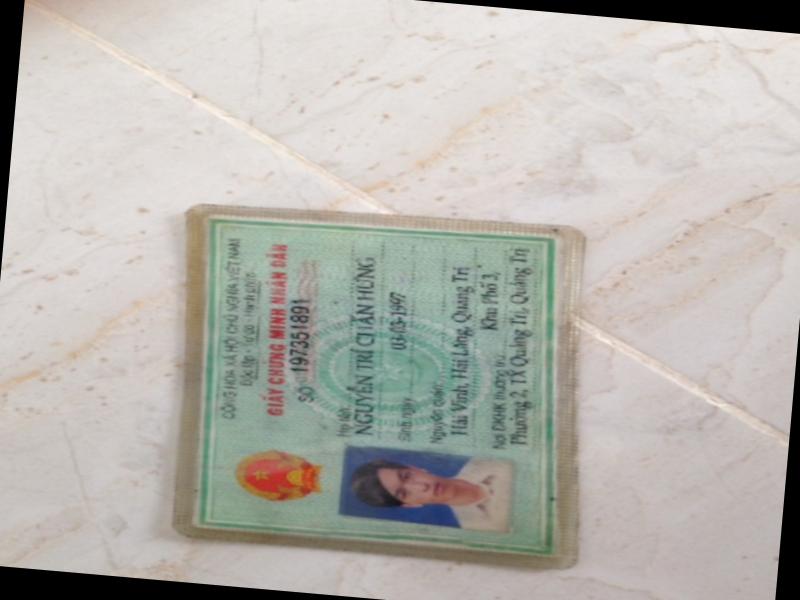 CỘNG HÒA XÃ HỘI CHỦ NGHĨA VIỆT NAM
Độc lập - Tự do - Hạnh phúc
GIẤY CHỨNG MINH NHÂN DÂN
SỐ 197351891
Họ tên
NGUYỄN TRÍ CHẤN HƯNG
Sinh ngày 03-03-1997
Nguyên quán
Hải Vĩnh, Hải Lăng, Quảng Trị
Nơi ĐKHK thường trú Khu Phố 3,
Phường 2, TX Quảng Trị, Quảng Trị